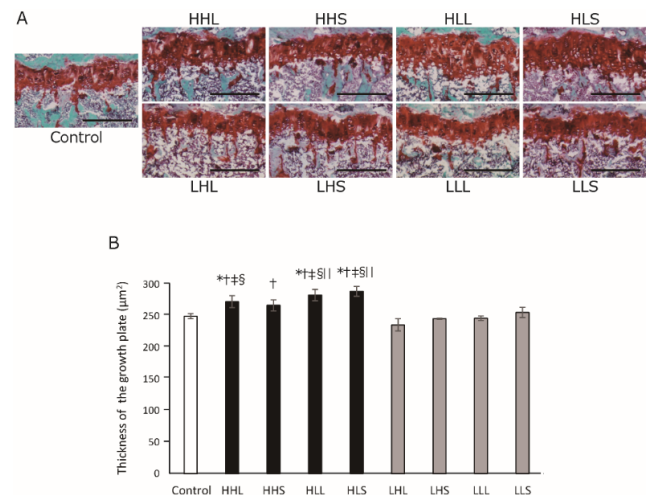 A
HHL HHS HLL HLS
Control
LHL LHS LLL LLS
B
Thickness of the growth plate (μm²)
300
250
200
150
100
50
0
*†‡§ † *†‡§|| *†‡§||
Control HHL HHS HLL HLS LHL LHS LLL LLS